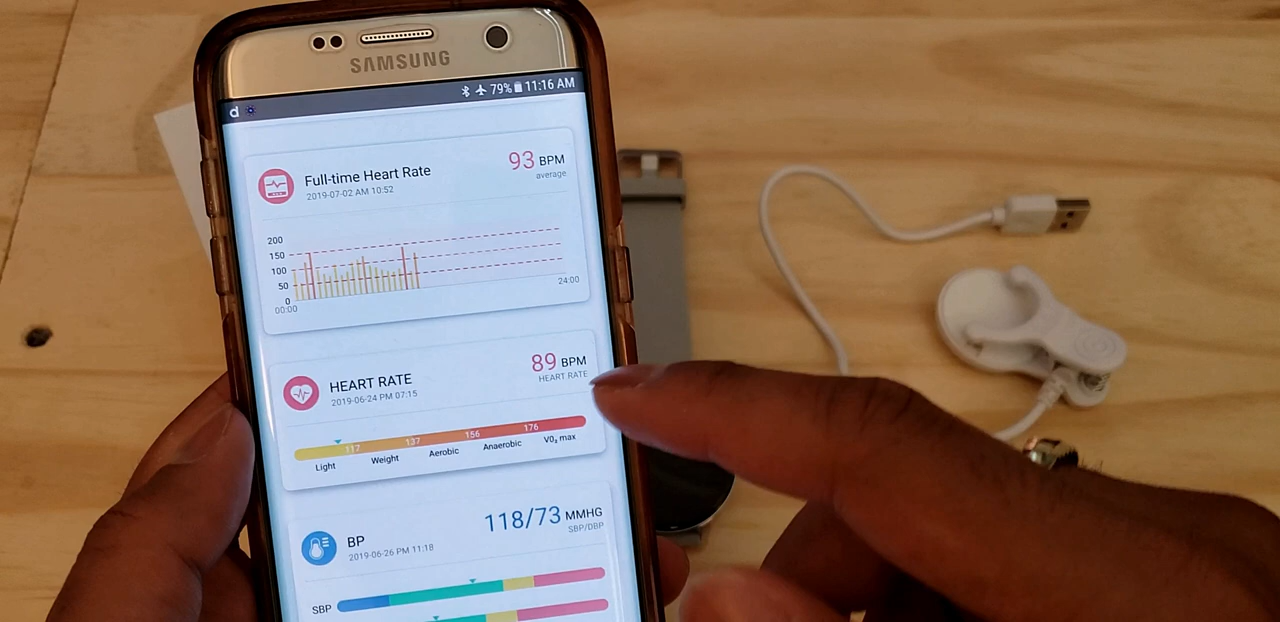 SAMSUNG
d 79% 11:16 AM
Full-time Heart Rate 93 BPM
2019-07-02 AM 10:52 average
200
150
100
50
0
00:00 24:00
HEART RATE 89 BPM
2019-06-24 PM 07:15 HEART RATE
117 137 156 176
Light Weight Aerobic Anaerobic V0₂ max
BP 118/73 MMHG
2019-06-26 PM 11:18 SBP/DBP
SBP